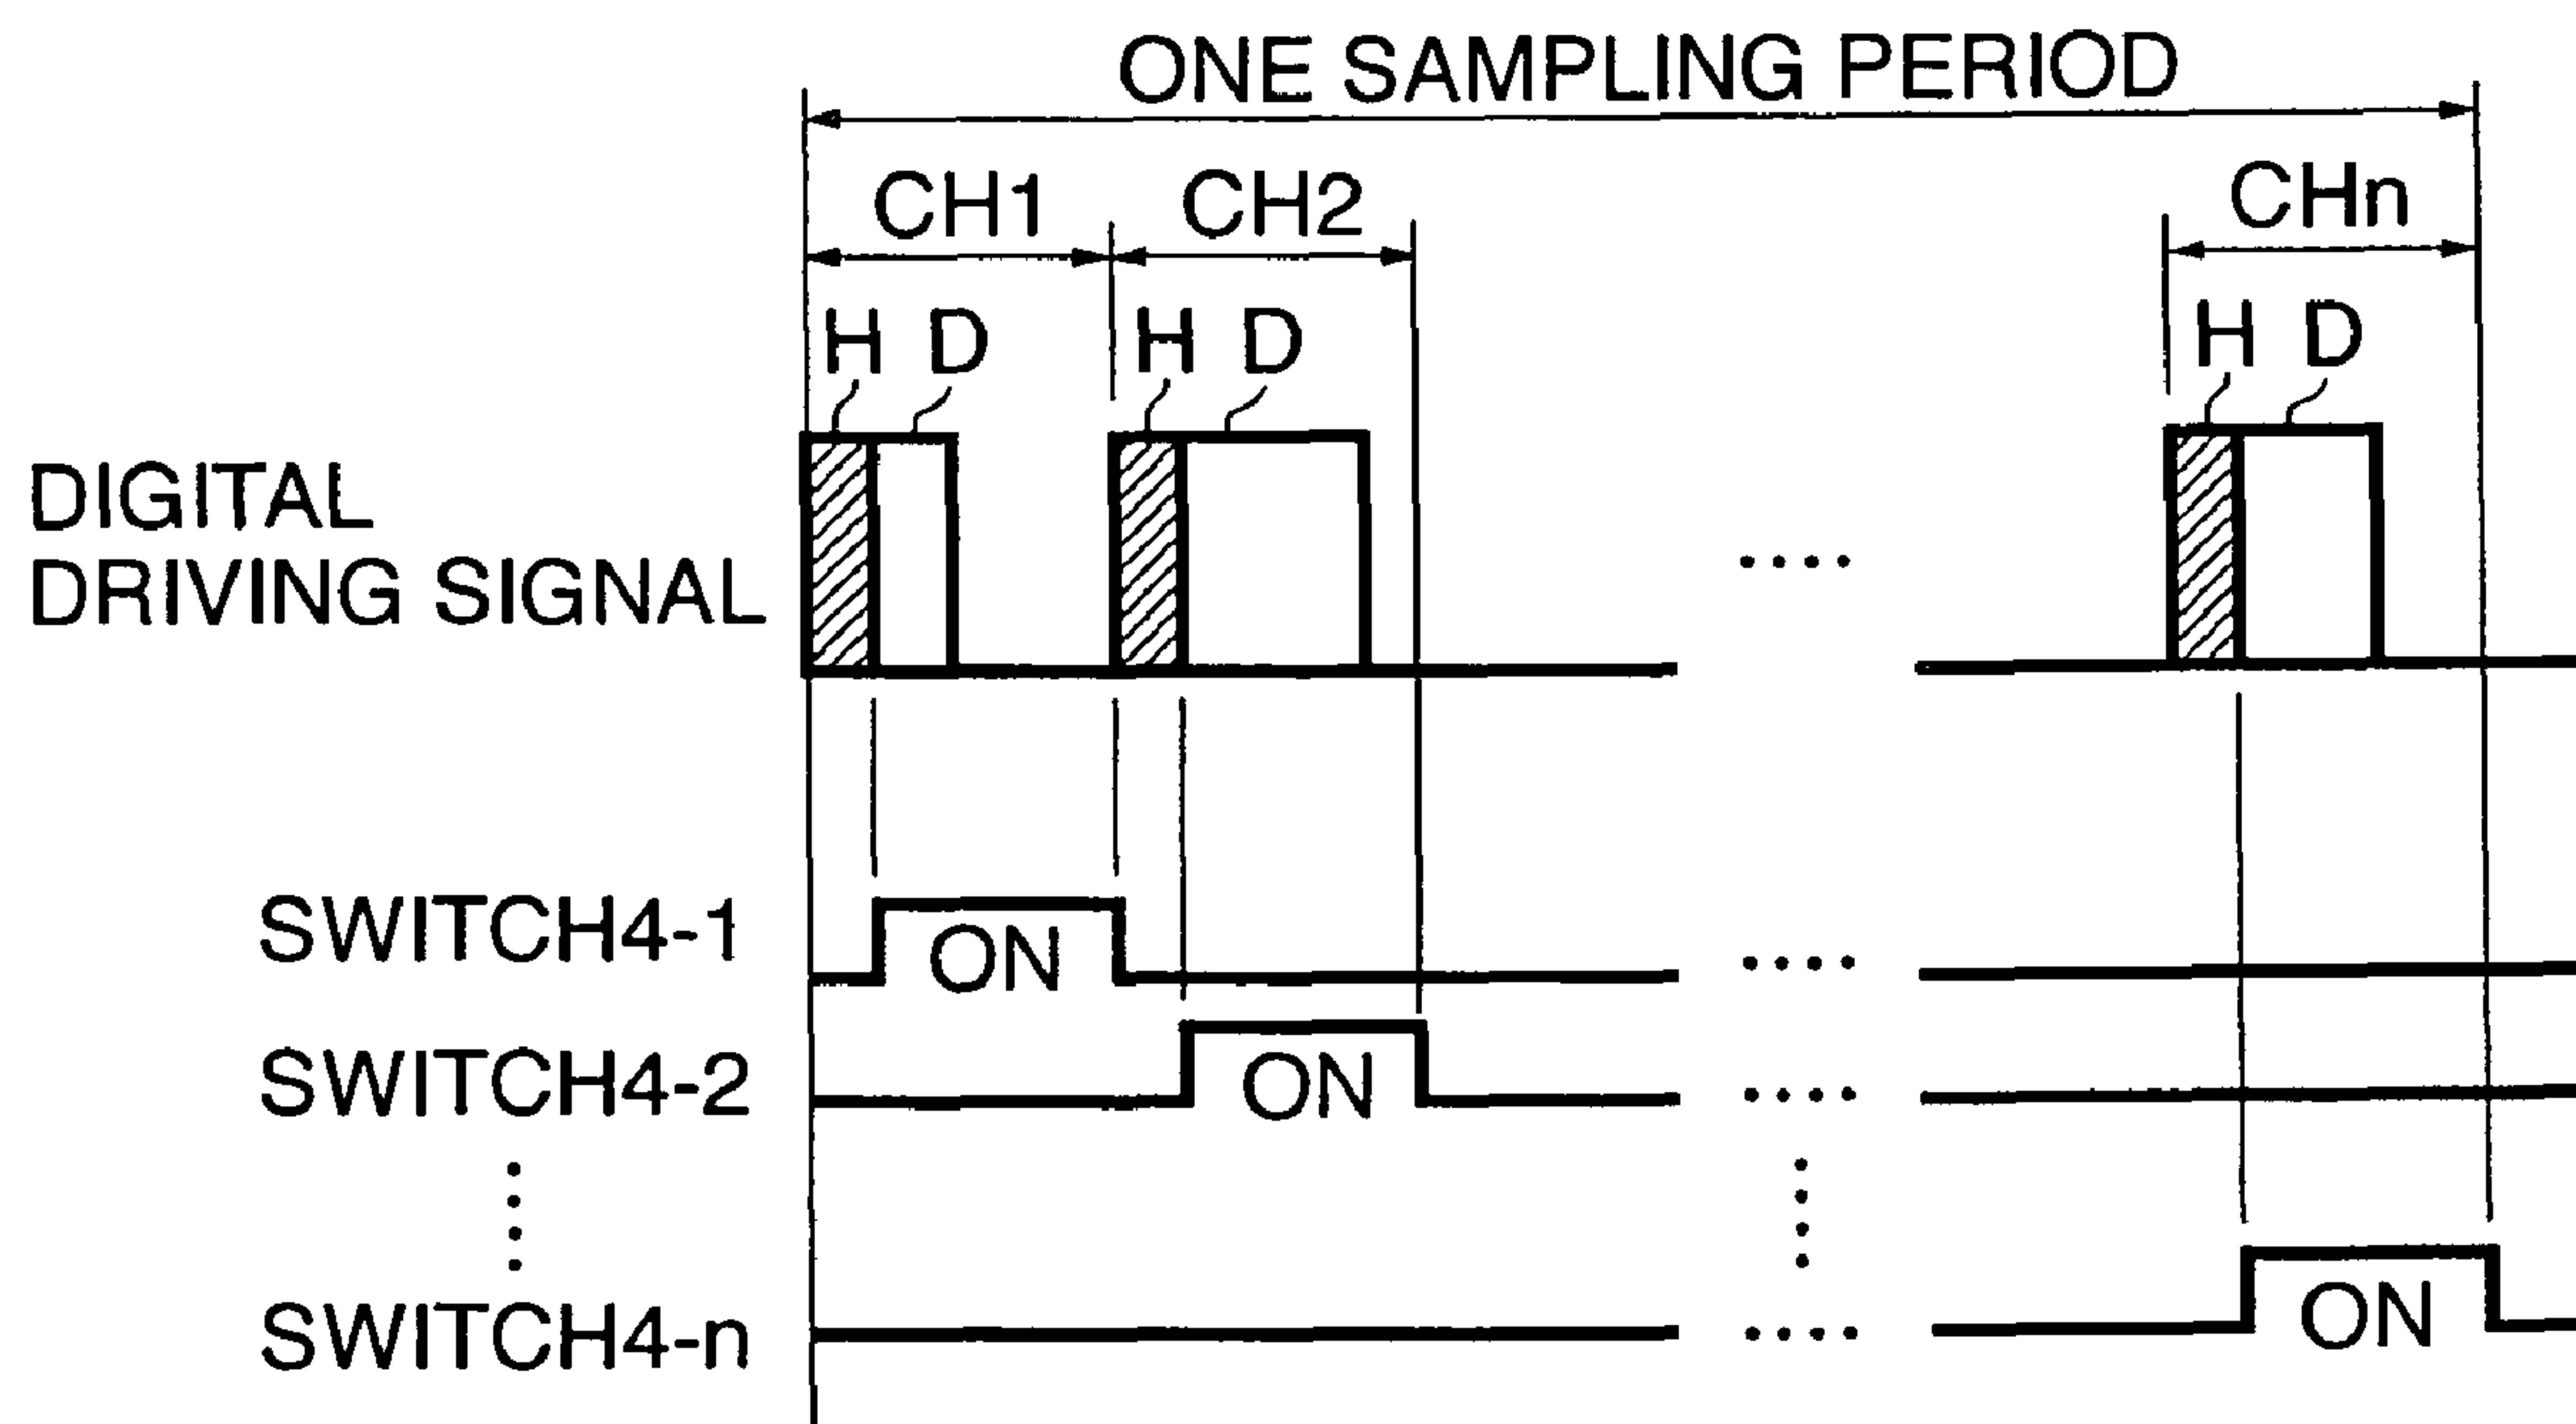 ONE SAMPLING PERIOD
CH1 CH2 CHn
H D H D H D
DIGITAL
DRIVING SIGNAL
SWITCH4-1
ON
SWITCH4-2
ON
SWITCH4-n
ON